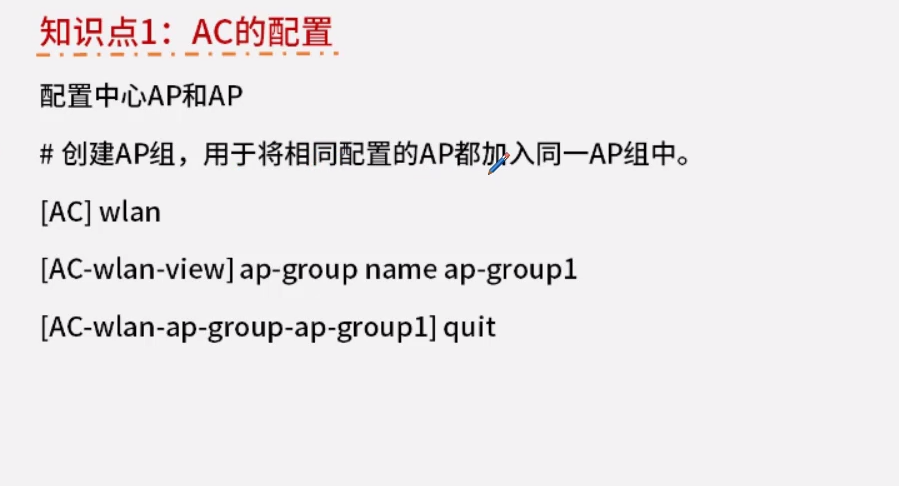 知识点1：AC的配置
配置中心AP和AP
# 创建AP组，用于将相同配置的AP都加入同一AP组中。
[AC] wlan
[AC-wlan-view] ap-group name ap-group1
[AC-wlan-ap-group-ap-group1] quit